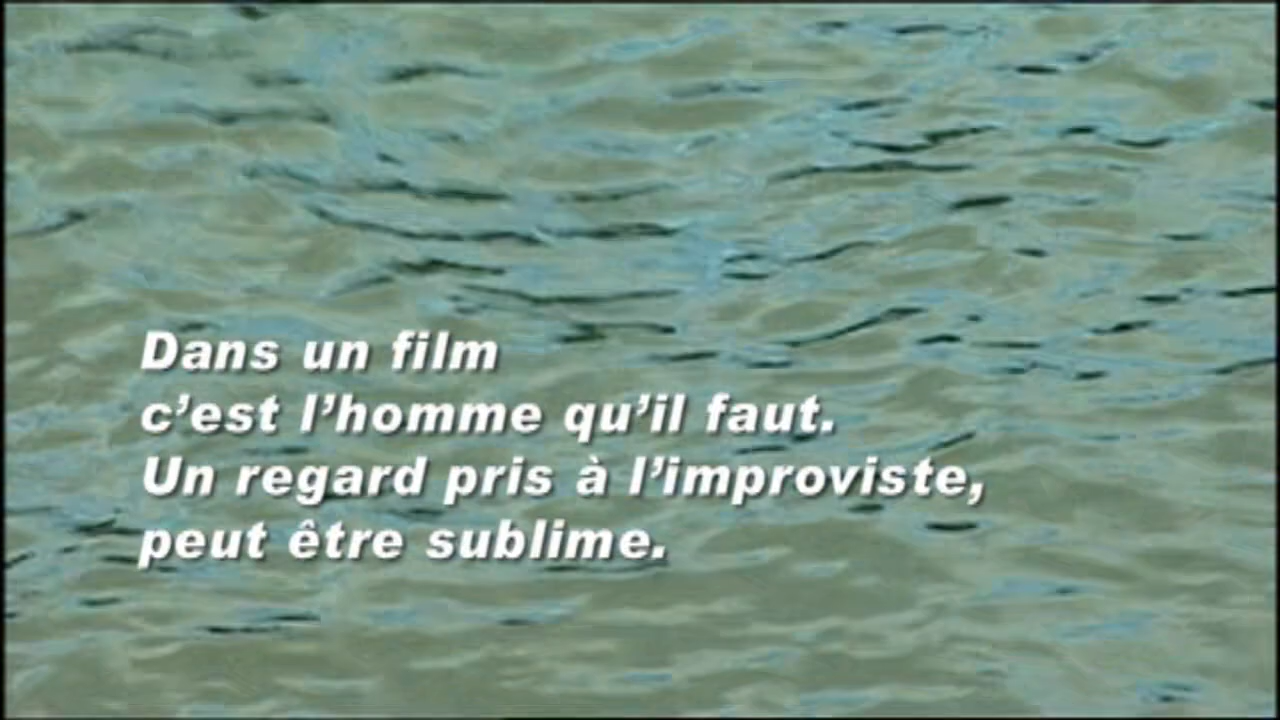 Dans un film
c’est l’homme qu’il faut.
Un regard pris à l’improviste,
peut être sublime.